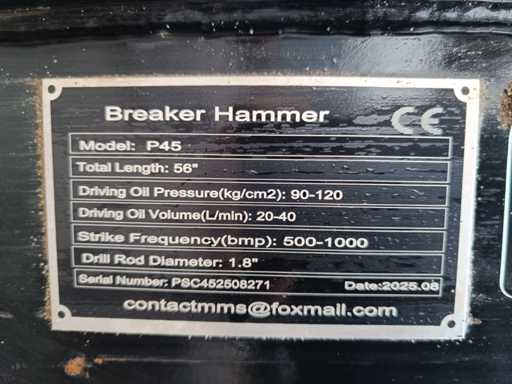 Breaker Hammer CE
Model: P45
Total Length: 56"
Driving Oil Pressure(kg/cm2): 90-120
Driving Oil Volume(L/min): 20-40
Strike Frequency(bmp): 500-1000
Drill Rod Diameter: 1.8"
Serial Number: PSC452508271 Date:2025.08
contactmms@foxmail.com